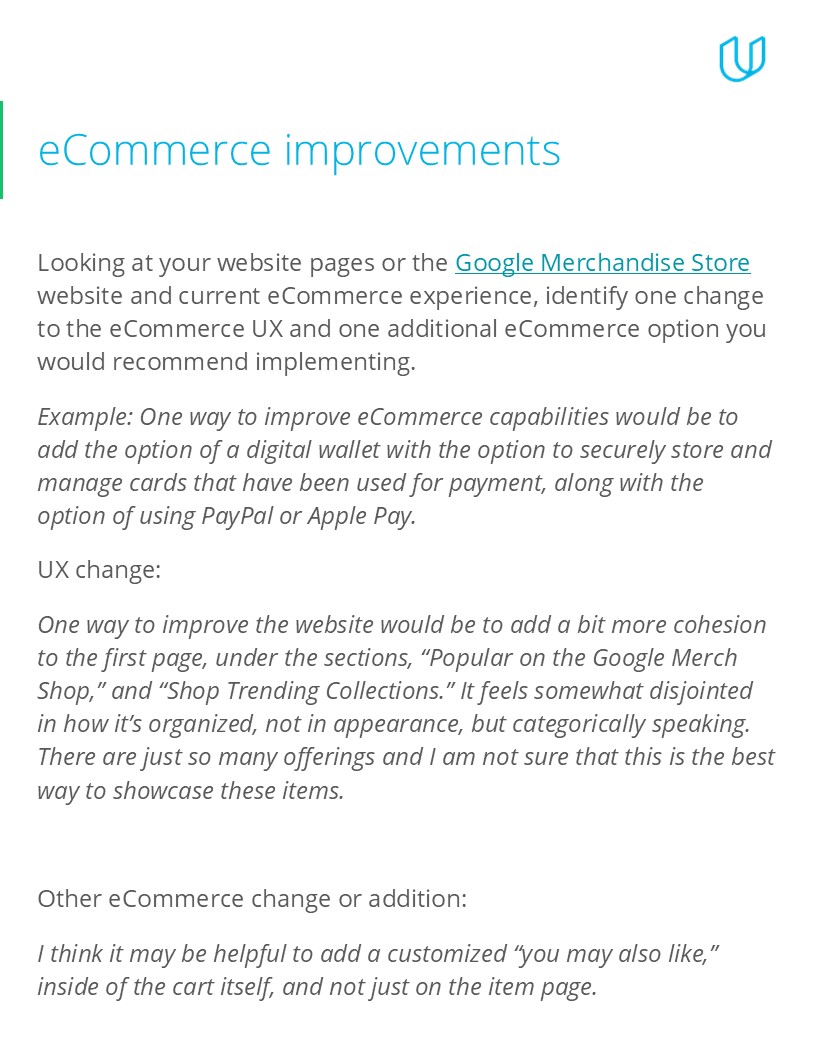 eCommerce improvements
Looking at your website pages or the Google Merchandise Store
website and current eCommerce experience, identify one change
to the eCommerce UX and one additional eCommerce option you
would recommend implementing.
Example: One way to improve eCommerce capabilities would be to
add the option of a digital wallet with the option to securely store and
manage cards that have been used for payment, along with the
option of using PayPal or Apple Pay.
UX change:
One way to improve the website would be to add a bit more cohesion
to the first page, under the sections, “Popular on the Google Merch
Shop,” and “Shop Trending Collections.” It feels somewhat disjointed
in how it’s organized, not in appearance, but categorically speaking.
There are just so many offerings and I am not sure that this is the best
way to showcase these items.
Other eCommerce change or addition:
I think it may be helpful to add a customized “you may also like,”
inside of the cart itself, and not just on the item page.